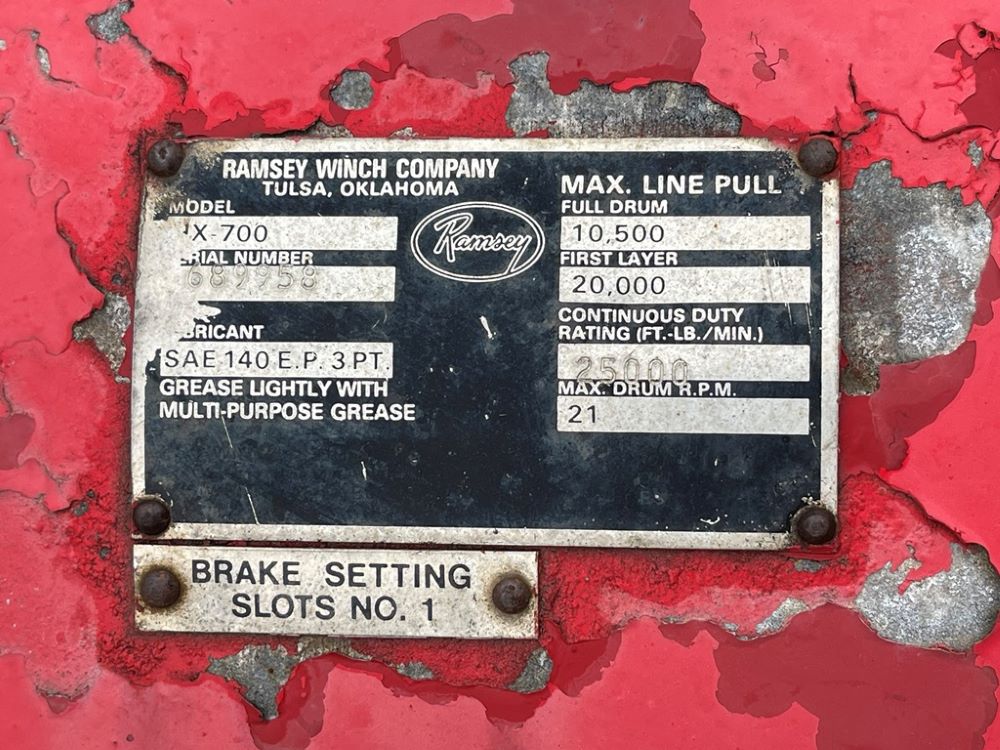 RAMSEY WINCH COMPANY
TULSA, OKLAHOMA
MODEL
X-700
SERIAL NUMBER
689958
LUBRICANT
SAE 140 E.P. 3 PT.
GREASE LIGHTLY WITH
MULTI-PURPOSE GREASE
Ramsey
MAX. LINE PULL
FULL DRUM
10,500
FIRST LAYER
20,000
CONTINUOUS DUTY
RATING (FT.-LB./MIN.)
25000
MAX. DRUM R.P.M.
21
BRAKE SETTING
SLOTS NO. 1